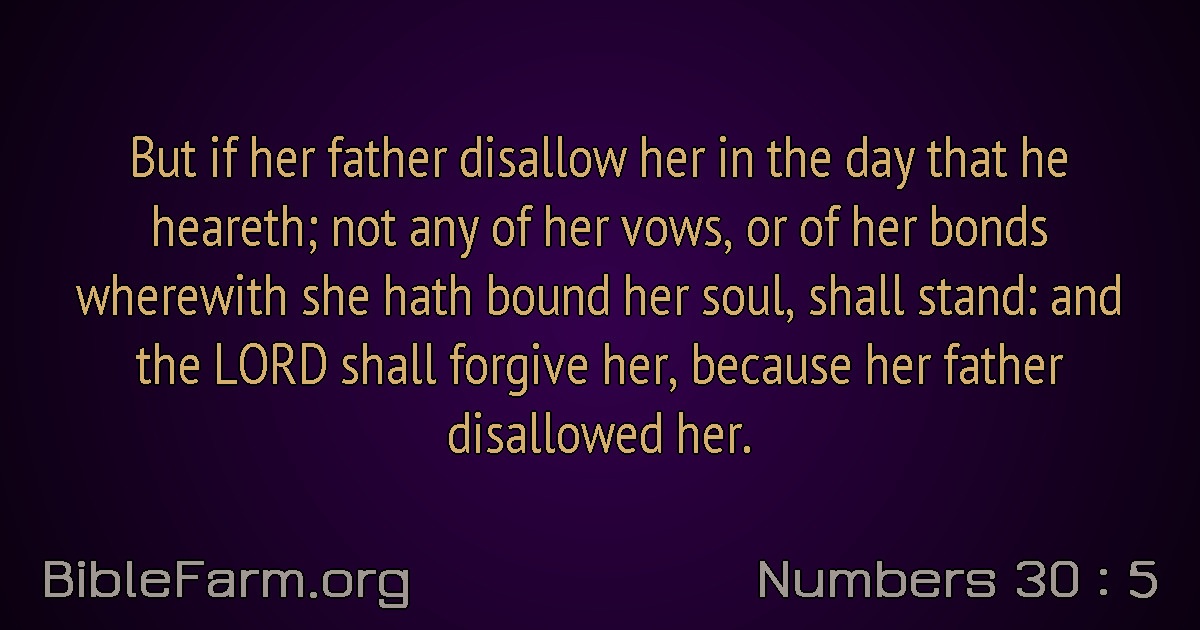 But if her father disallow her in the day that he
heareth; not any of her vows, or of her bonds
wherewith she hath bound her soul, shall stand: and
the LORD shall forgive her, because her father
disallowed her.
BibleFarm.org
Numbers 30 : 5